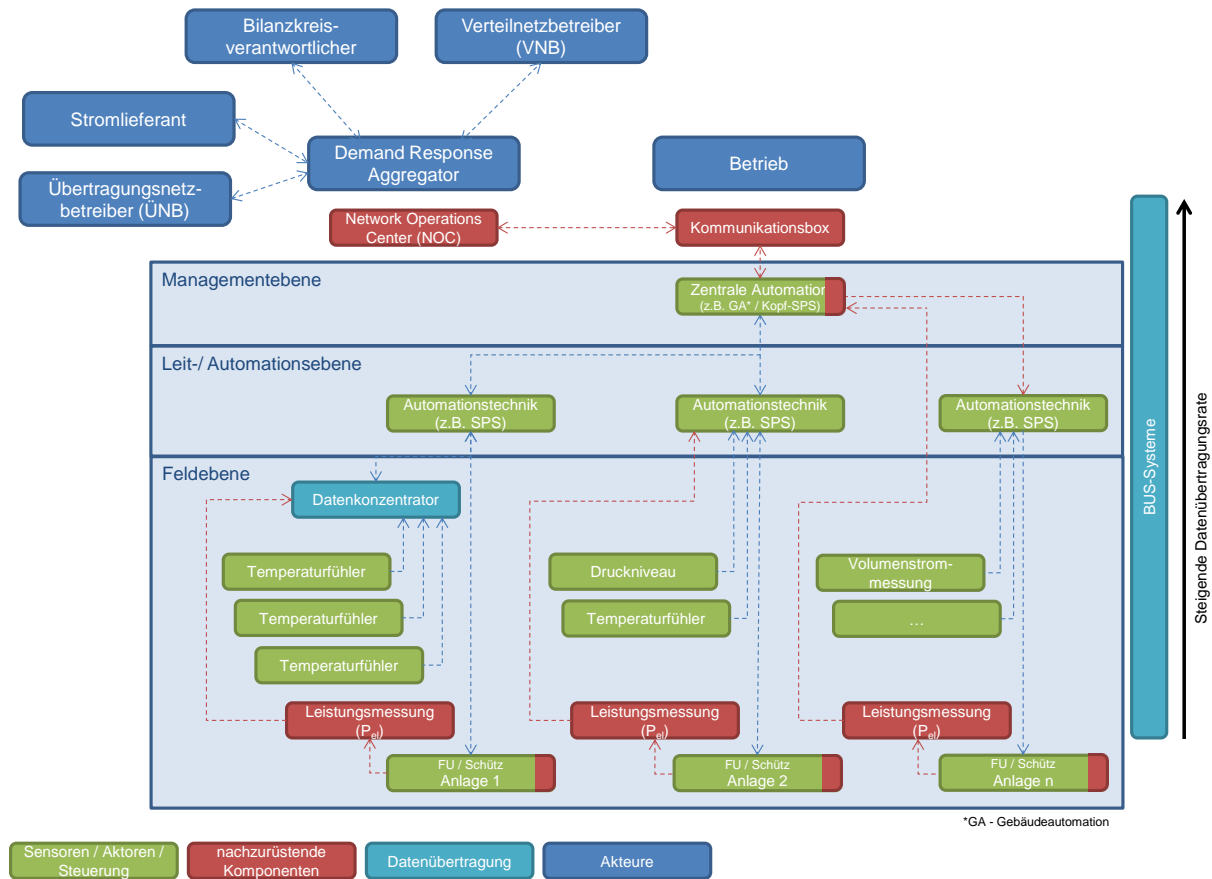 Bilanzkreis-
verantwortlicher
Verteilnetzbetreiber
(VNB)
Stromlieferant
Demand Response
Aggregator
Betrieb
Übertragungsnetz-
betreiber (ÜNB)
Network Operations
Center (NOC)
Kommunikationsbox
Managementebene
Zentrale Automation
(z.B. GA* / Kopf-SPS)
Leit-/ Automationsebene
Automationstechnik
(z.B. SPS)
Automationstechnik
(z.B. SPS)
Automationstechnik
(z.B. SPS)
Feldebene
Datenkonzentrator
Temperaturfühler
Temperaturfühler
Temperaturfühler
Druckniveau
Temperaturfühler
Volumenstrom-
messung
...
Leistungsmessung
(Pel)
Leistungsmessung
(Pel)
Leistungsmessung
(Pel)
FU / Schütz
Anlage 1
FU / Schütz
Anlage 2
FU / Schütz
Anlage n
BUS-Systeme
Steigende Datenübertragungsrate
*GA - Gebäudeautomation
Sensoren / Aktoren /
Steuerung
nachzurüstende
Komponenten
Datenübertragung
Akteure